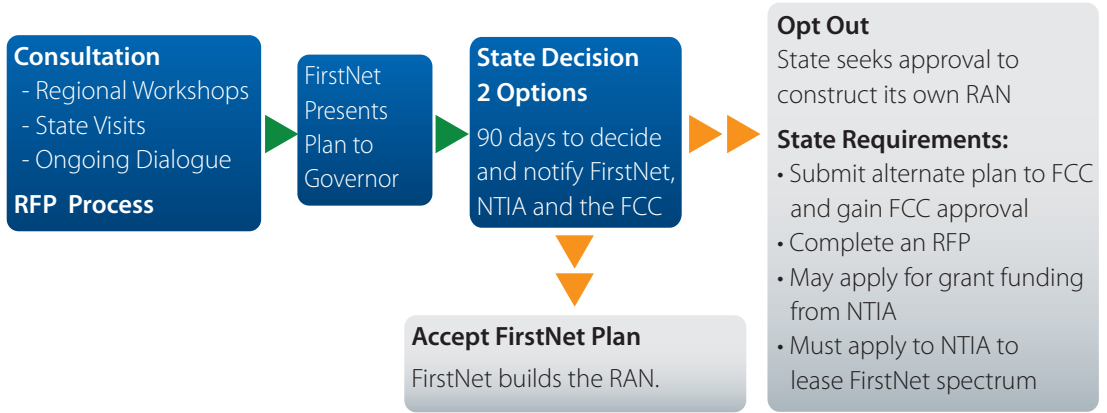 Consultation
- Regional Workshops
- State Visits
- Ongoing Dialogue
RFP Process
FirstNet
Presents
Plan to
Governor
State Decision
2 Options
90 days to decide
and notify FirstNet,
NTIA and the FCC
Accept FirstNet Plan
FirstNet builds the RAN.
Opt Out
State seeks approval to
construct its own RAN
State Requirements:
• Submit alternate plan to FCC
and gain FCC approval
• Complete an RFP
• May apply for grant funding
from NTIA
• Must apply to NTIA to
lease FirstNet spectrum